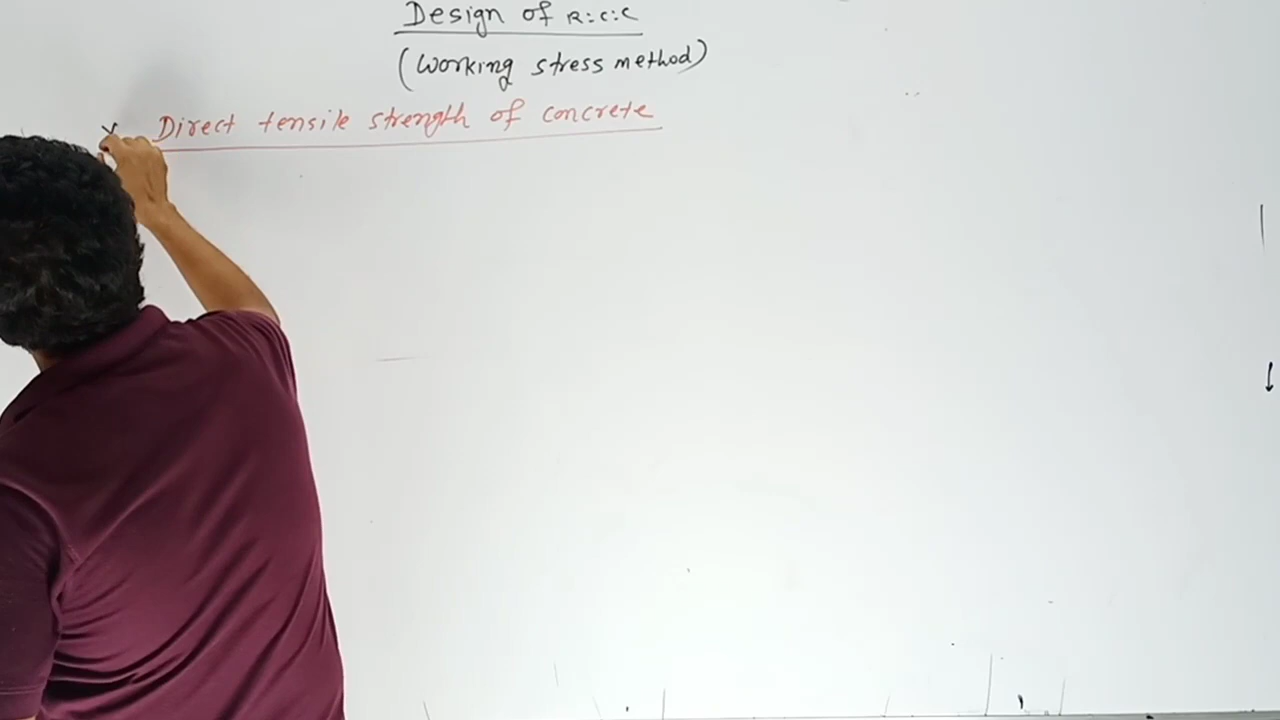 Design of R:C:C
(Working stress method)
Direct tensile strength of concrete